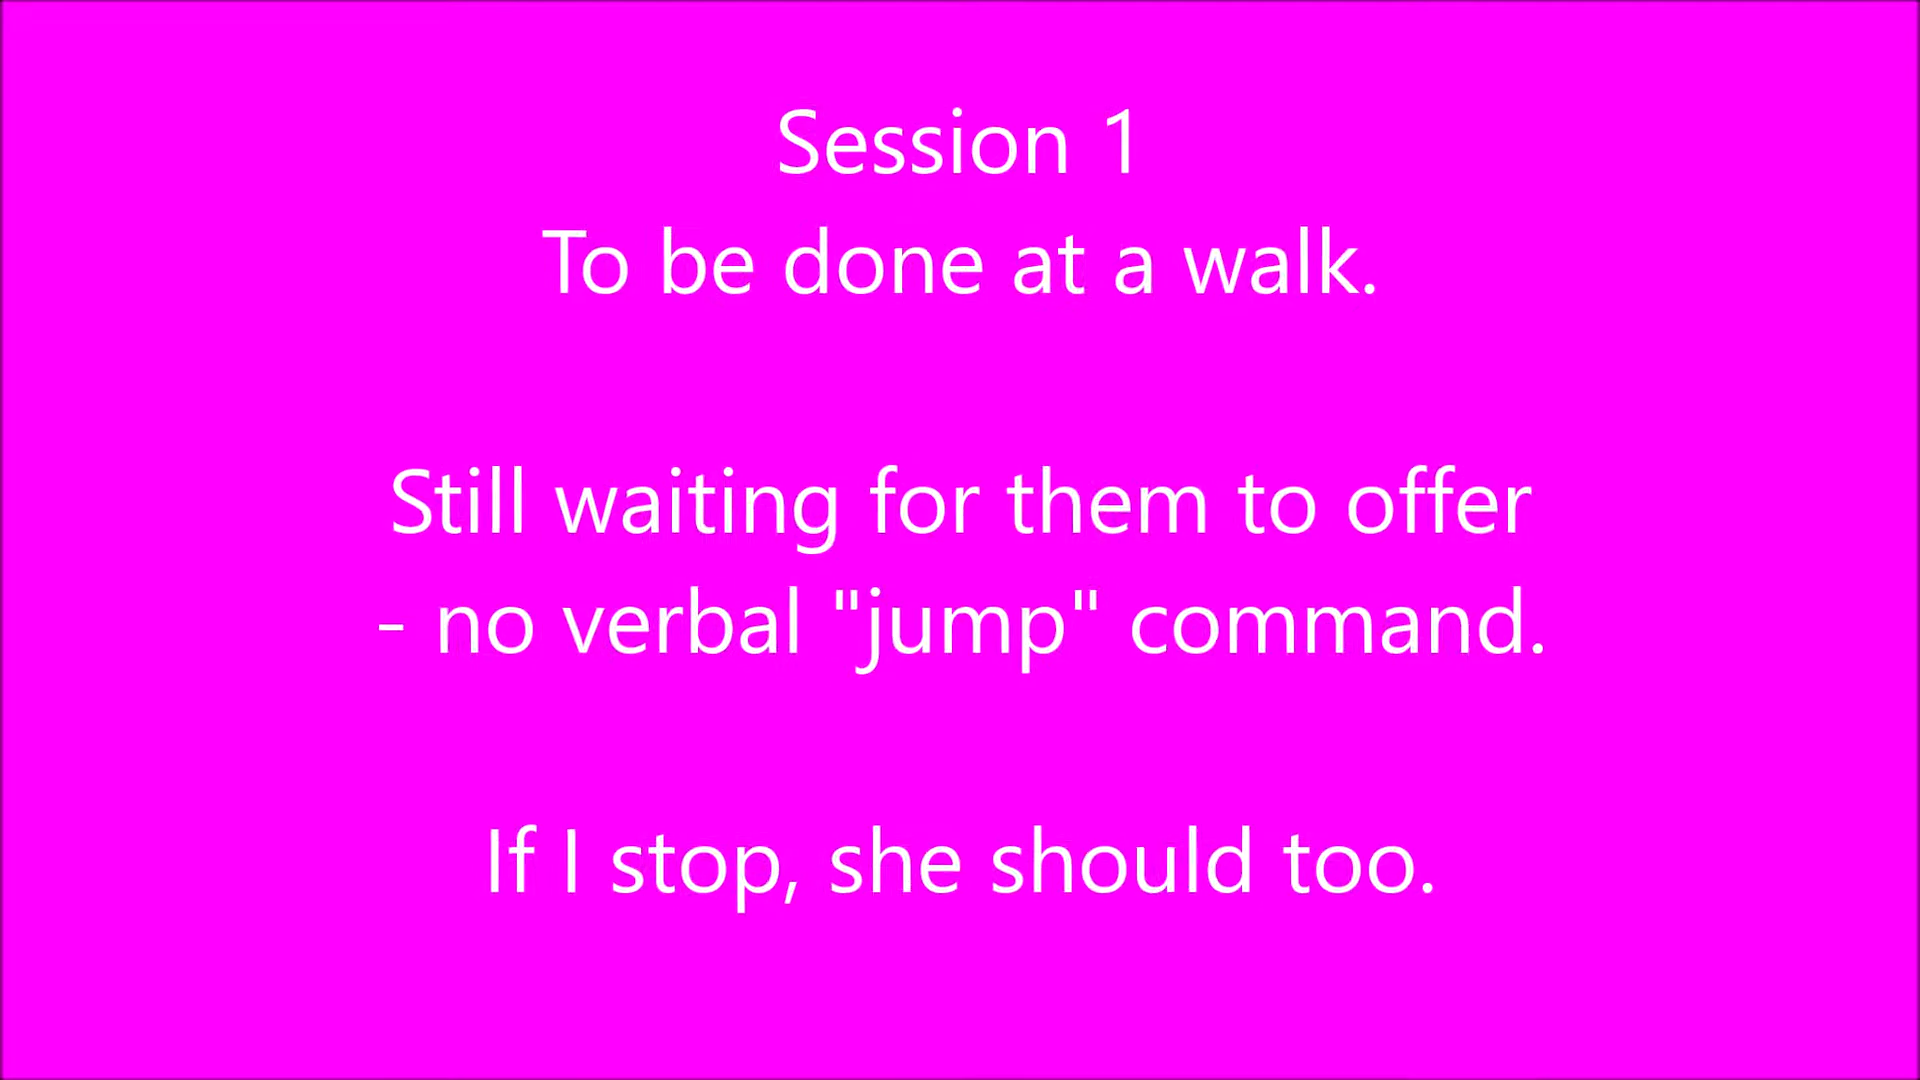 Session 1
To be done at a walk.
Still waiting for them to offer
- no verbal "jump" command.
If I stop, she should too.